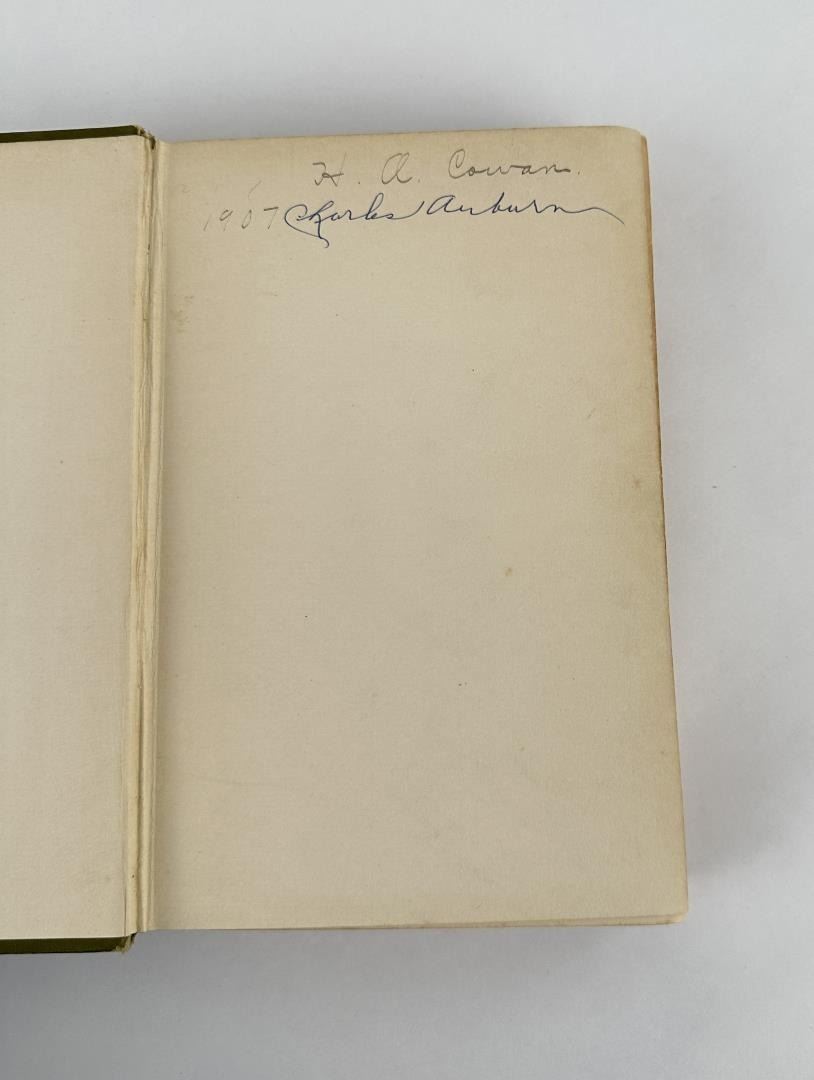 H. A. Cowan.
1907 Charles Auburn